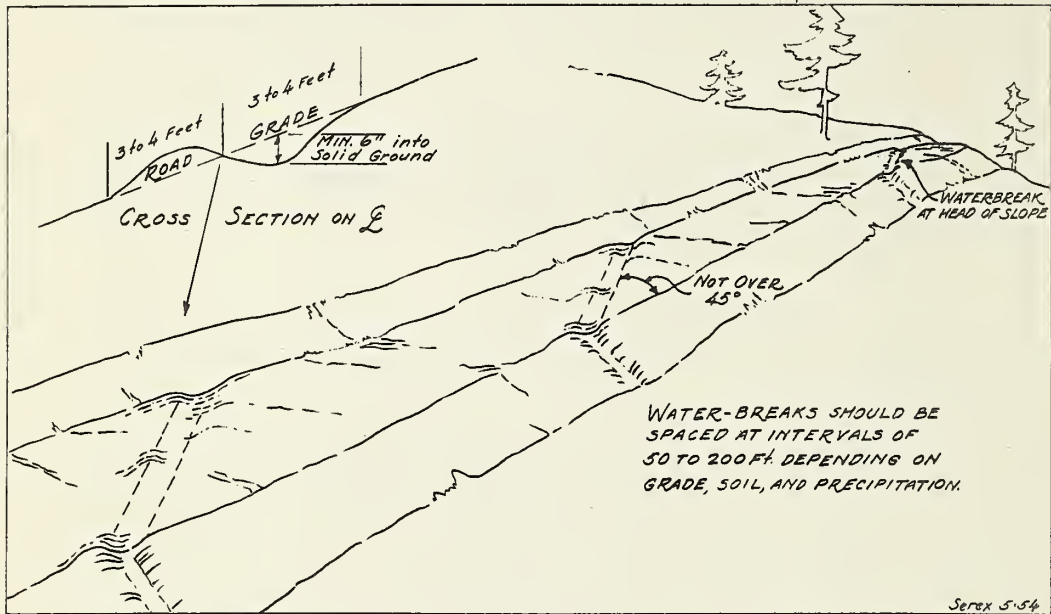 3 to 4 Feet
3 to 4 Feet
ROAD GRADE
MIN. 6" into
Solid Ground
CROSS SECTION ON ℄
WATERBREAK
AT HEAD OF SLOPE
NOT OVER
45°
WATER-BREAKS SHOULD BE
SPACED AT INTERVALS OF
50 TO 200 Ft. DEPENDING ON
GRADE, SOIL, AND PRECIPITATION.
Serex 5-54